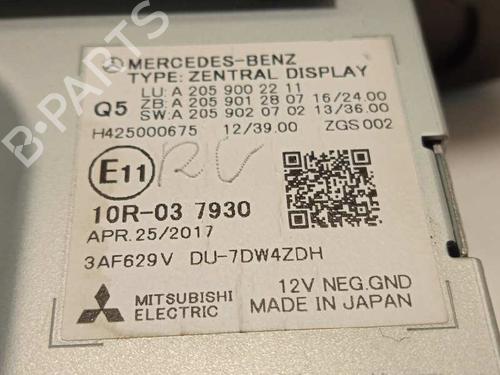 MERCEDES-BENZ
TYPE: ZENTRAL DISPLAY
LU: A 205 900 22 11
Q5 ZB: A 205 901 28 07 16/24.00
SW: A 205 902 07 02 13/36.00
H425000675 12/39.00 ZGS 002
E11 RV
10R-03 7930
APR.25/2017
3AF629V DU-7DW4ZDH
MITSUBISHI ELECTRIC
12V NEG.GND
MADE IN JAPAN
B-PARTS